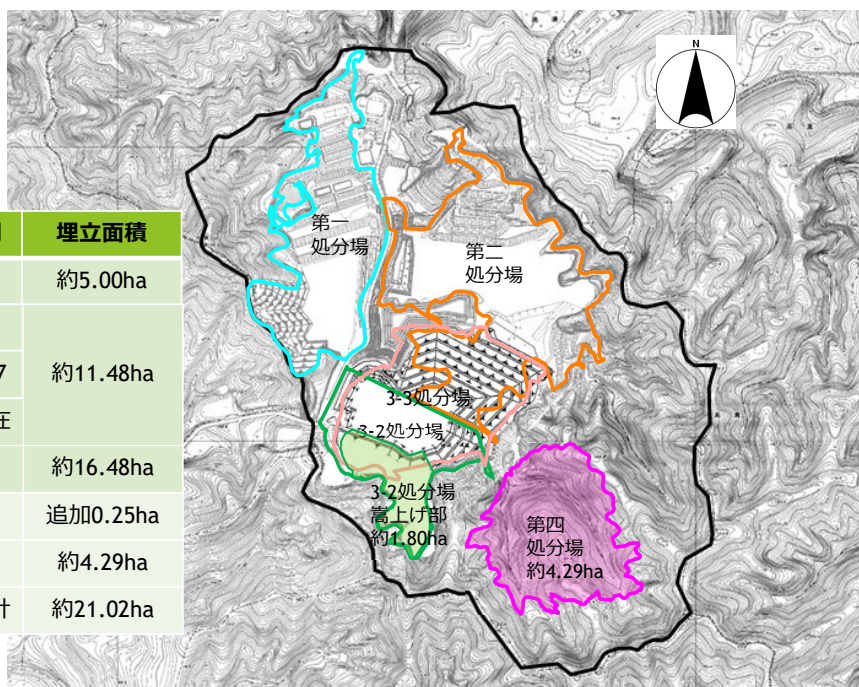 N
埋立面積
約5.00ha
7
約11.48ha
在
約16.48ha
追加0.25ha
約4.29ha
計
約21.02ha
第一
処分場
第二
処分場
3-3処分場
3-2処分場
3-2処分場
嵩上げ部
約1.80ha
第四
処分場
約4.29ha